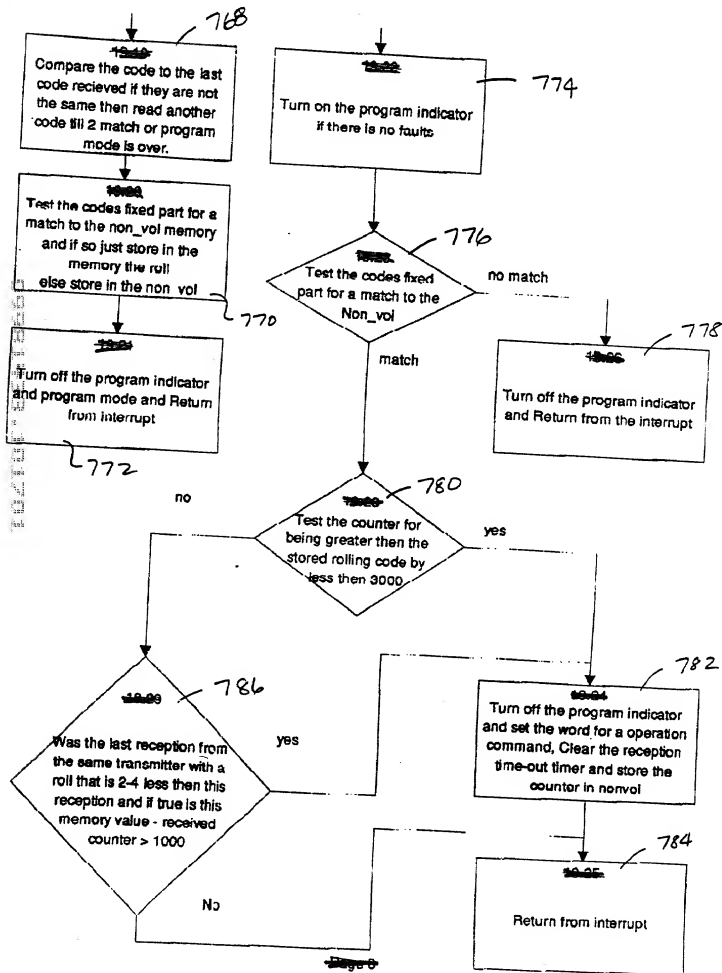 768
Compare the code to the last
code recieved if they are not
the same then read another
code till 2 match or program
mode is over.
774
Turn on the program indicator
if there is no faults
Test the codes fixed part for a
match to the non_vol memory
and if so just store in the
memory the roll
else store in the non_vol
770
776
Test the codes fixed
part for a match to the
Non_vol
no match
match
Turn off the program indicator
and program mode and Return
from interrupt
772
778
Turn off the program indicator
and Return from the interrupt
780
Test the counter for
being greater then the
stored rolling code by
less then 3000
no
yes
786
Was the last reception from
the same transmitter with a
roll that is 2-4 less then this
reception and if true is this
memory value - received
counter > 1000
yes
No
782
Turn off the program indicator
and set the word for a operation
command, Clear the reception
time-out timer and store the
counter in nonvol
784
Return from interrupt